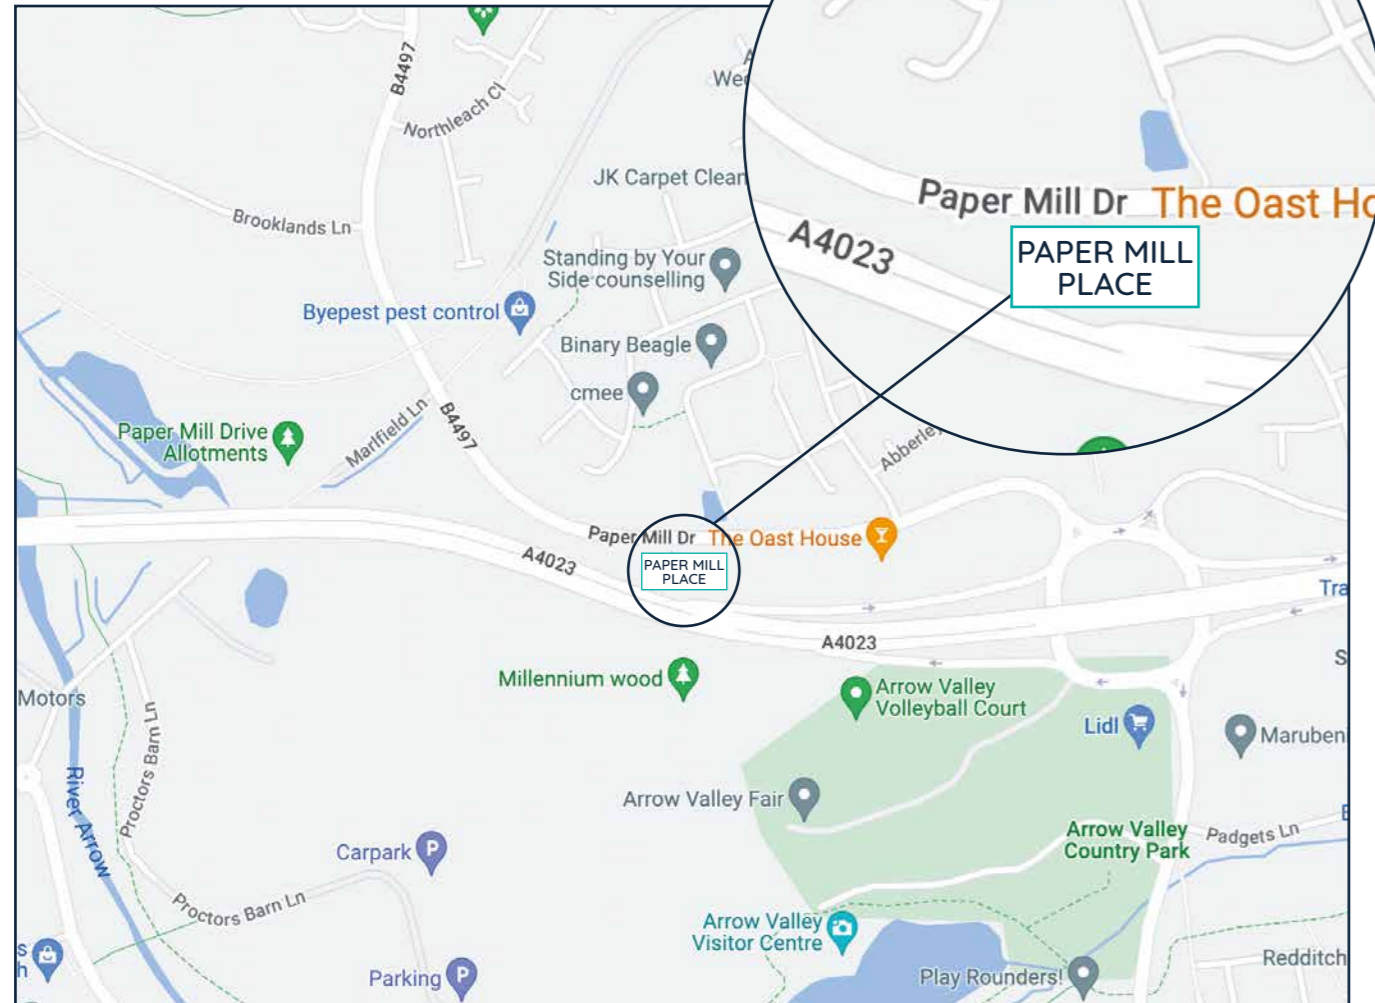 B4497
Northleach Cl
Wee
JK Carpet Clean
Paper Mill Dr
The Oast Ho
A4023
PAPER MILL
PLACE
Brooklands Ln
Standing by Your
Side counselling
Byepest pest control
Binary Beagle
cmee
Paper Mill Drive
Allotments
Marlfield Ln
B4497
Abberley
Paper Mill Dr
The Oast House
A4023
PAPER MILL
PLACE
Tra
A4023
Millennium wood
Arrow Valley
Volleyball Court
S
Motors
Lidl
Maruben
Proctors Barn Ln
River Arrow
Arrow Valley Fair
Arrow Valley
Country Park
Padgets Ln
Carpark
P
Proctors Barn Ln
Arrow Valley
Visitor Centre
s
h
Parking
P
Play Rounders!
Redditch